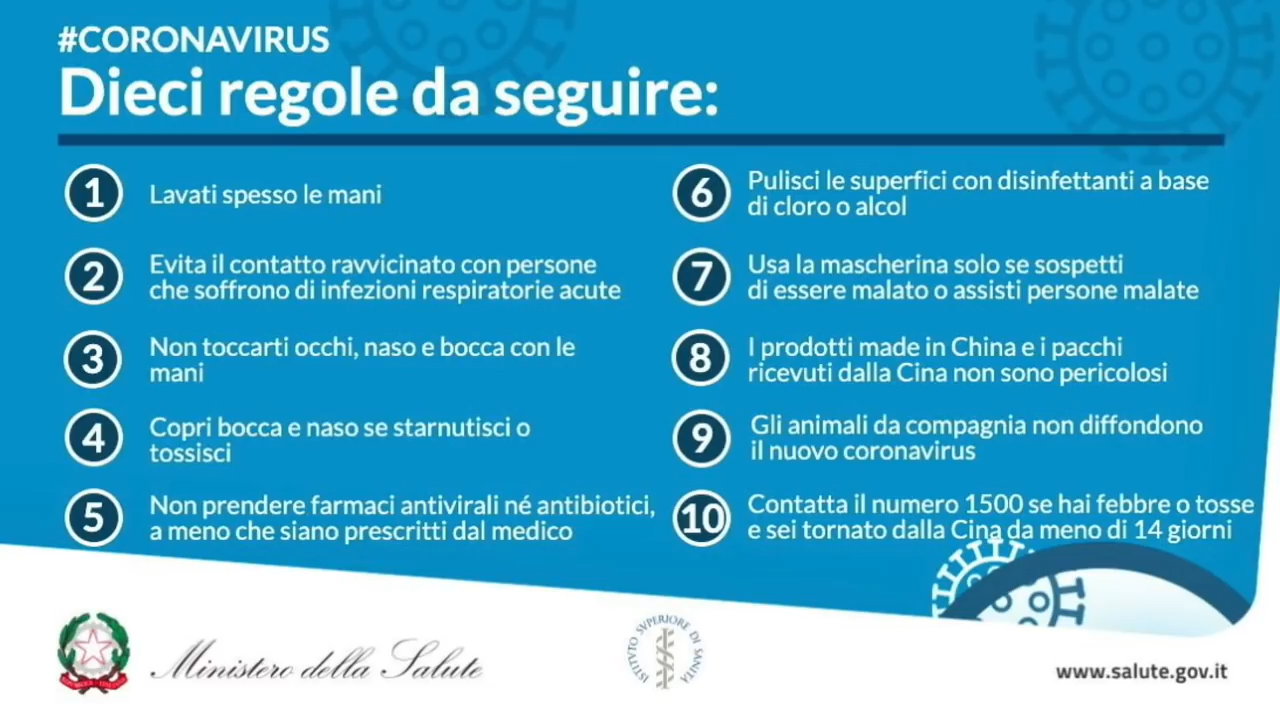 #CORONAVIRUS
Dieci regole da seguire:
1
Lavati spesso le mani
2
Evita il contatto ravvicinato con persone
che soffrono di infezioni respiratorie acute
3
Non toccarti occhi, naso e bocca con le
mani
4
Copri bocca e naso se starnutisci o
tossisci
5
Non prendere farmaci antivirali né antibiotici,
a meno che siano prescritti dal medico
6
Pulisci le superfici con disinfettanti a base
di cloro o alcol
7
Usa la mascherina solo se sospetti
di essere malato o assisti persone malate
8
I prodotti made in China e i pacchi
ricevuti dalla Cina non sono pericolosi
9
Gli animali da compagnia non diffondono
il nuovo coronavirus
10
Contatta il numero 1500 se hai febbre o tosse
e sei tornato dalla Cina da meno di 14 giorni
Ministero della Salute
ISTITVTO SVPERIORE DI SANITÀ
www.salute.gov.it